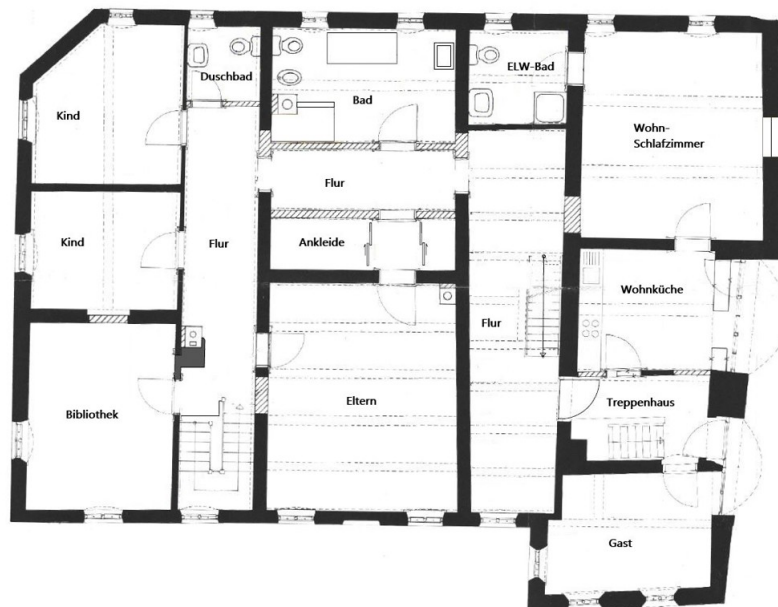 Duschbad
ELW-Bad
Kind
Bad
Wohn-
Schlafzimmer
Flur
Kind
Flur
Ankleide
Wohnküche
Flur
Bibliothek
Eltern
Treppenhaus
Gast